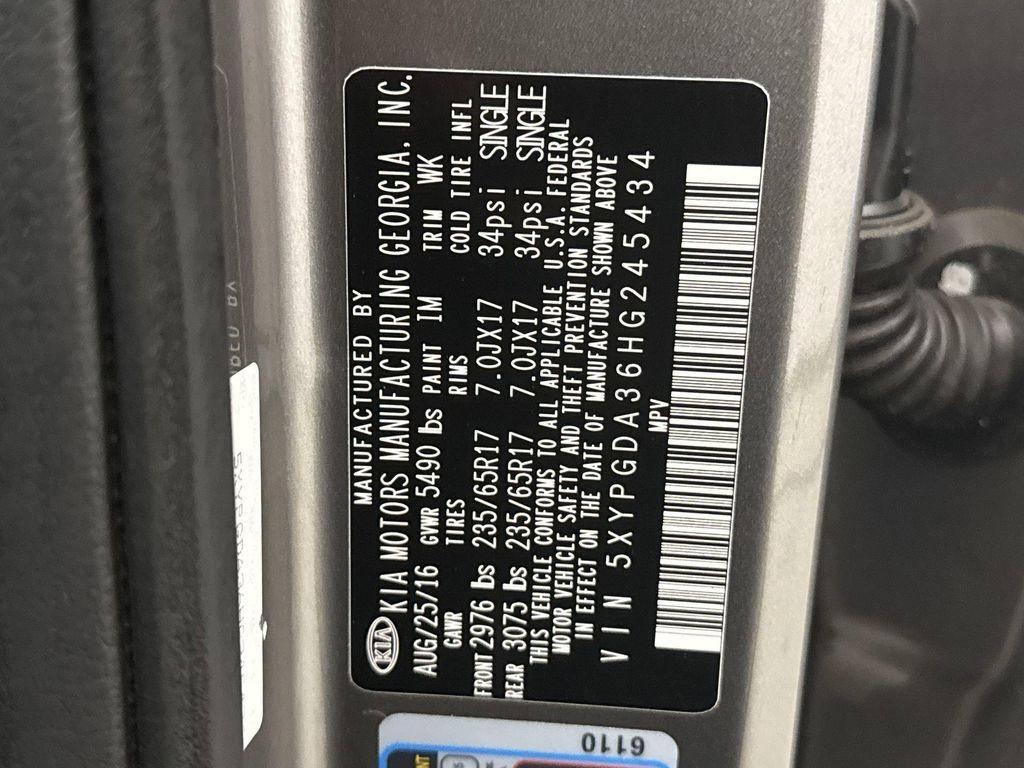 MANUFACTURED BY
KIA KIA MOTORS MANUFACTURING GEORGIA, INC.
AUG/25/16 GVWR 5490 lbs PAINT IM TRIM WK
GAWR TIRES RIMS COLD TIRE INFL
FRONT 2976 lbs 235/65R17 7.0JX17 34psi SINGLE
REAR 3075 lbs 235/65R17 7.0JX17 34psi SINGLE
THIS VEHICLE CONFORMS TO ALL APPLICABLE U.S.A. FEDERAL
MOTOR VEHICLE SAFETY AND THEFT PREVENTION STANDARDS
IN EFFECT ON THE DATE OF MANUFACTURE SHOWN ABOVE
VIN 5XYPGDA36HG245434
MPV
6110